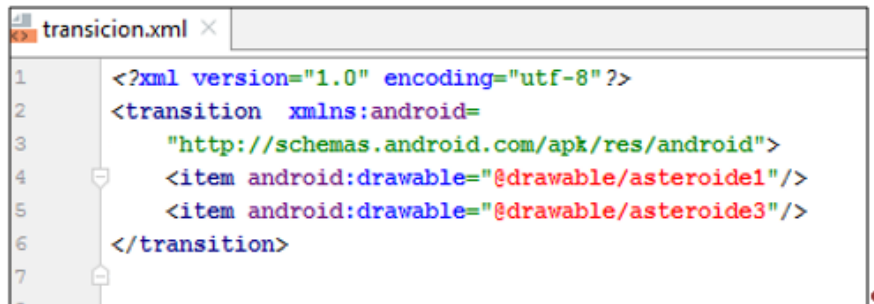 transicion.xml
1 <?xml version="1.0" encoding="utf-8"?>
2 <transition  xmlns:android=
3 "http://schemas.android.com/apk/res/android">
4 <item android:drawable="@drawable/asteroide1"/>
5 <item android:drawable="@drawable/asteroide3"/>
6 </transition>
7